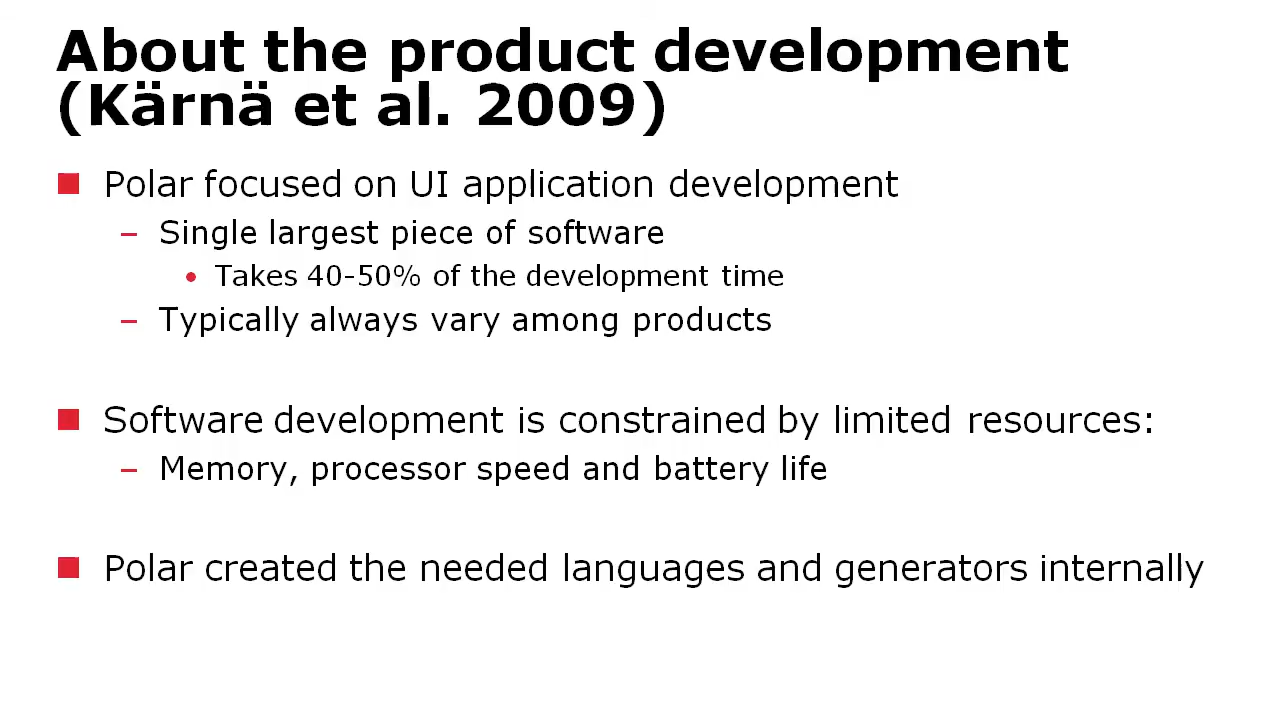 About the product development
(Kärnä et al. 2009)
Polar focused on UI application development
– Single largest piece of software
• Takes 40-50% of the development time
– Typically always vary among products
Software development is constrained by limited resources:
– Memory, processor speed and battery life
Polar created the needed languages and generators internally